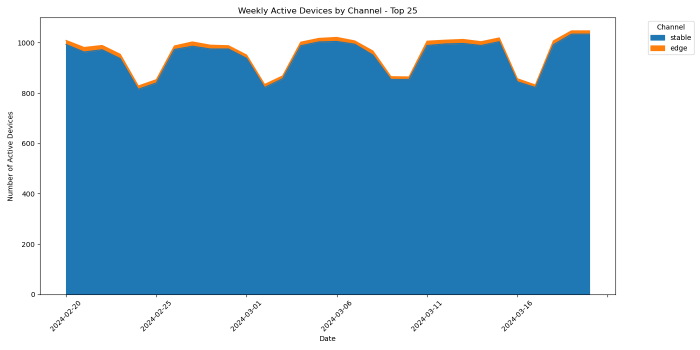 Weekly Active Devices by Channel - Top 25
Channel
stable
edge
Number of Active Devices
1000
800
600
400
200
0
2024-02-20
2024-02-25
2024-03-01
2024-03-06
2024-03-11
2024-03-16
Date